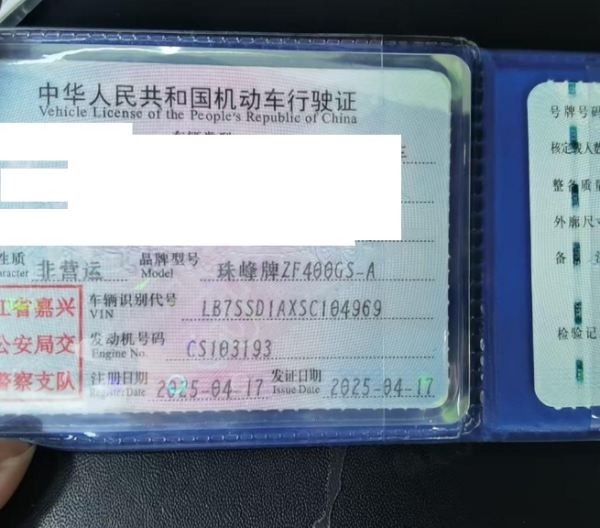 中华人民共和国机动车行驶证
Vehicle License of the People's Republic of China
性质 非营运 品牌型号 珠峰牌ZF400GS-A
Model
车辆识别代号 LB7SSD1AXSC104969
VIN
发动机号码 CS103193
Engine No.
注册日期 2025-04-17 发证日期 2025-04-17
Register Date Issue Date
江省嘉兴
公安局交
警察支队
号牌号码
核定载人数
整备质量
外廓尺寸
备 注
检验记